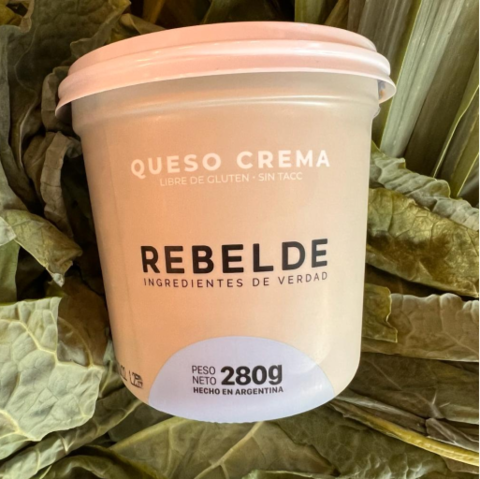 QUESO CREMA
LIBRE DE GLUTEN - SIN TACC
REBELDE
INGREDIENTES DE VERDAD
PESO
NETO 280g
HECHO EN ARGENTINA